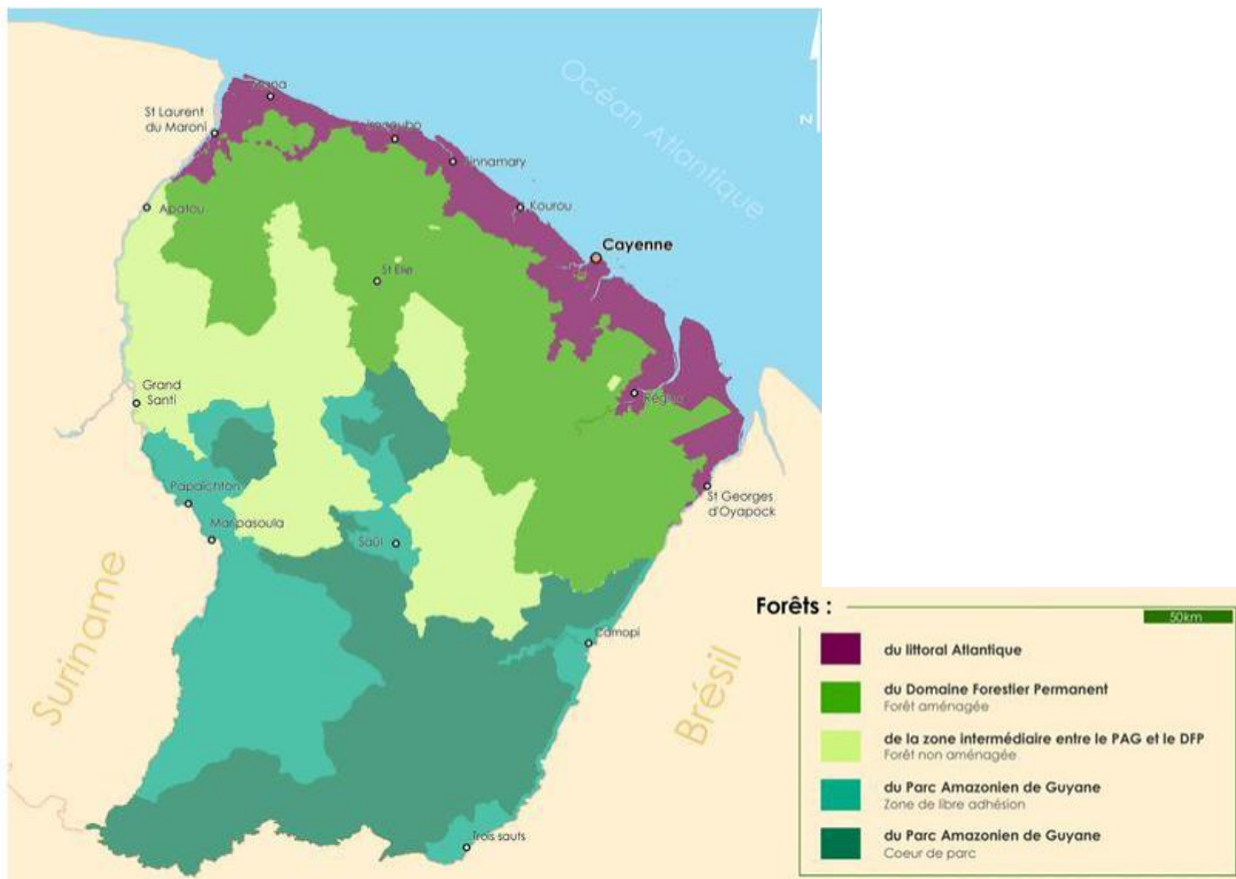 Océan Atlantique
N
Mana
St Laurent
du Maroni
Iracoubo
Sinnamary
Apatou
Kourou
Cayenne
St Elie
Grand
Santi
Régina
Papaïchton
St Georges
d'Oyapock
Maripasoula
Saül
Suriname
Camopi
Brésil
Trois sauts
Forêts :
50km
du littoral Atlantique
du Domaine Forestier Permanent
Forêt aménagée
de la zone intermédiaire entre le PAG et le DFP
Forêt non aménagée
du Parc Amazonien de Guyane
Zone de libre adhésion
du Parc Amazonien de Guyane
Coeur de parc